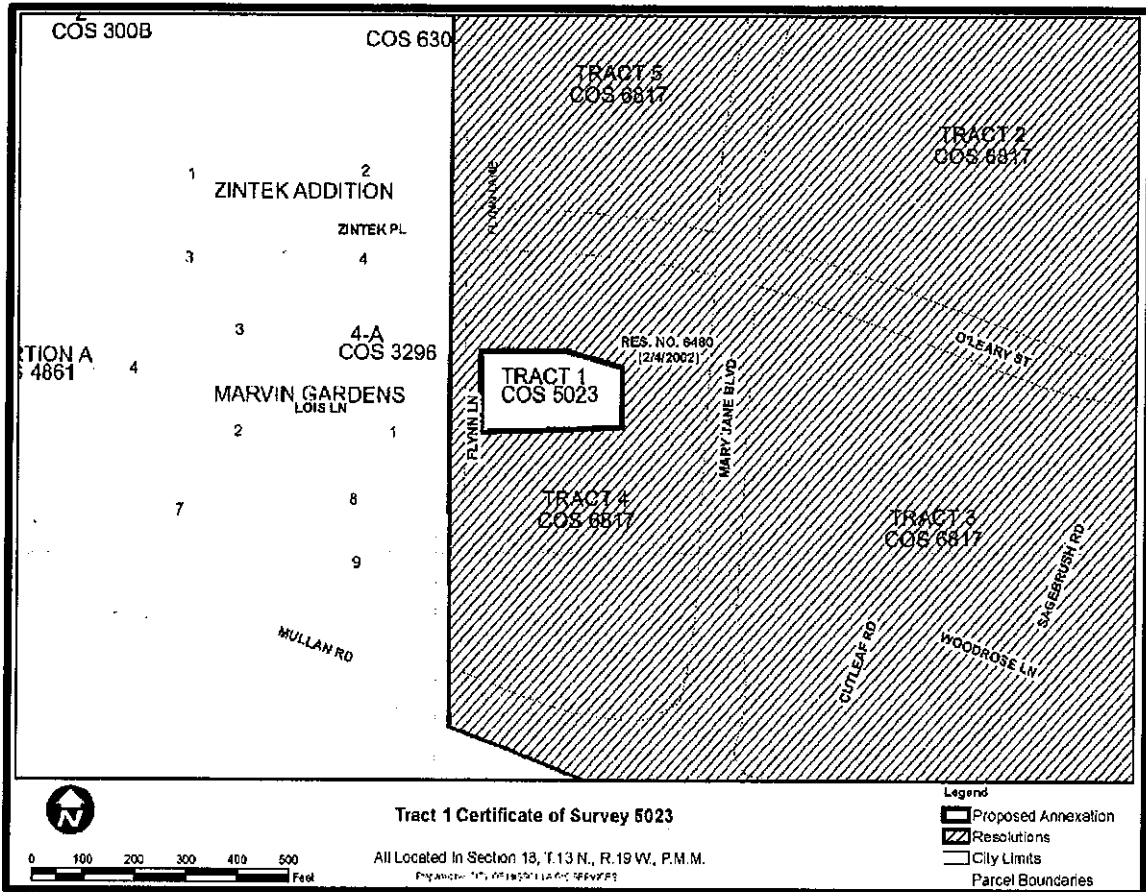 COS 300B
COS 630
TRACT 5
COS 6817
TRACT 2
COS 6817
1
2
ZINTEK ADDITION
FLYNN LANE
ZINTEK PL
3
4
3
4-A
COS 3296
RTION A
4861
4
MARVIN GARDENS
LOIS LN
2
1
RES. NO. 6480
(2/4/2002)
O'LEARY ST
TRACT 1
COS 5023
FLYNN LN
MARY JANE BLVD
7
8
9
TRACT 4
COS 6817
TRACT 3
COS 6817
SAGEBRUSH RD
MULLAN RD
CUTLEAF RD
WOODROSE LN
N
Tract 1 Certificate of Survey 5023
All Located In Section 18, T.13 N., R.19 W., P.M.M.
0 100 200 300 400 500
Feet
Legend
Proposed Annexation
Resolutions
City Limits
Parcel Boundaries